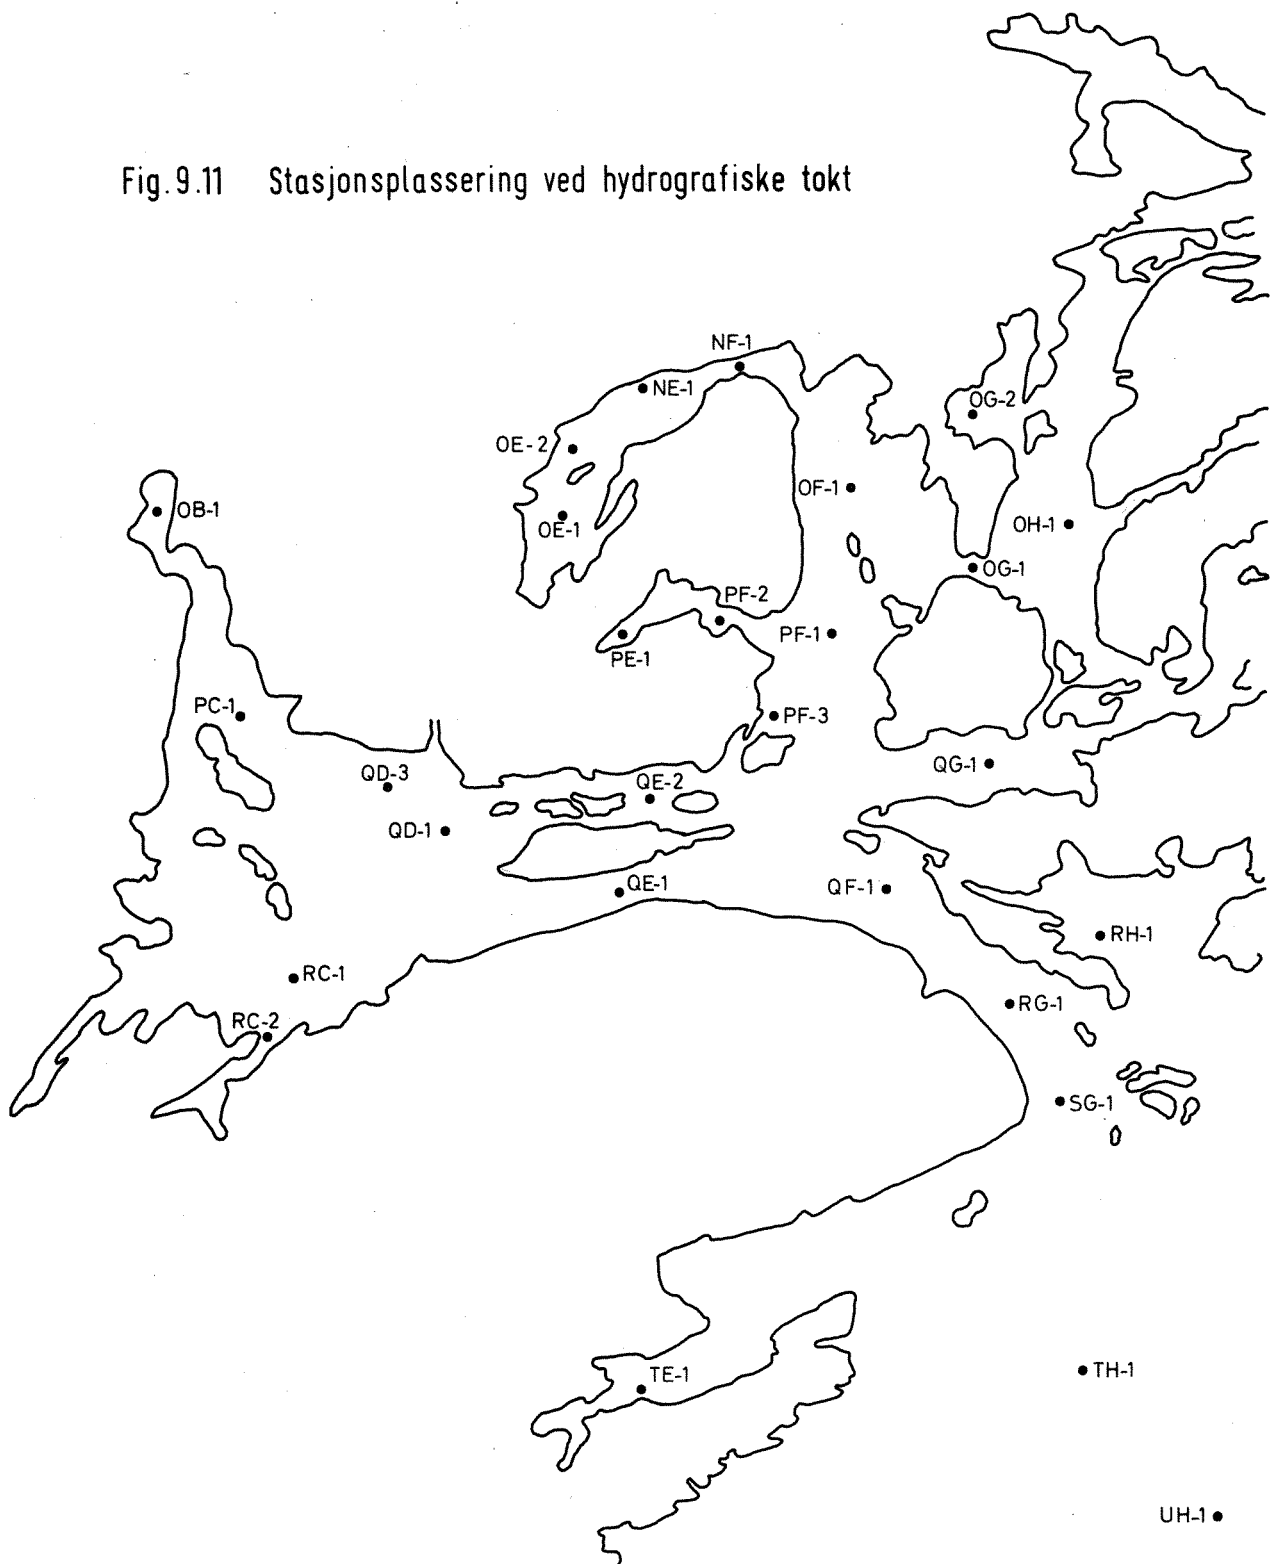 Fig. 9.11 Stasjonsplassering ved hydrografiske tokt
NF-1
NE-1
OG-2
OE-2
OF-1
OB-1
OH-1
OE-1
OG-1
PF-2
PF-1
PE-1
PC-1
PF-3
QG-1
QD-3
QE-2
QD-1
QE-1
QF-1
RH-1
RC-1
RG-1
RC-2
SG-1
TH-1
TE-1
UH-1